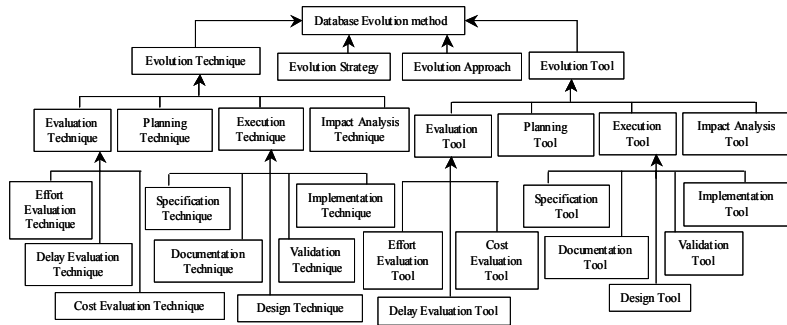 Database Evolution method
Evolution Technique
Evolution Strategy
Evolution Approach
Evolution Tool
Evaluation
Technique
Planning
Technique
Execution
Technique
Impact Analysis
Technique
Evaluation
Tool
Planning
Tool
Execution
Tool
Impact Analysis
Tool
Effort
Evaluation
Technique
Specification
Technique
Implementation
Technique
Effort
Evaluation
Tool
Cost
Evaluation
Tool
Specification
Tool
Implementation
Tool
Delay Evaluation
Technique
Documentation
Technique
Validation
Technique
Documentation
Tool
Validation
Tool
Cost Evaluation Technique
Design Technique
Delay Evaluation Tool
Design Tool